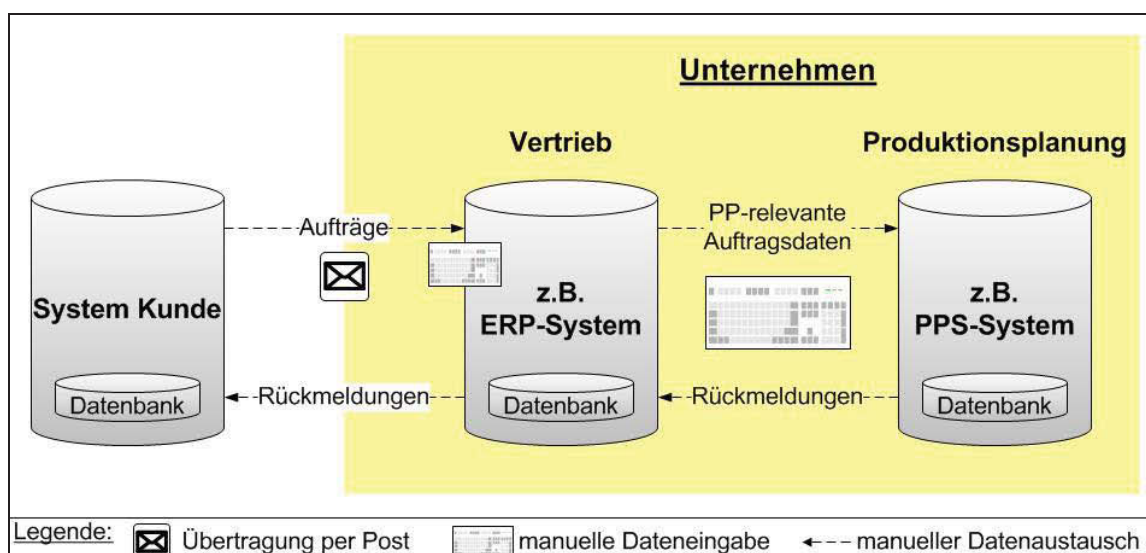 Unternehmen
Vertrieb
Produktionsplanung
System Kunde
Datenbank
Aufträge
z.B.
ERP-System
Datenbank
PP-relevante
Auftragsdaten
z.B.
PPS-System
Datenbank
Rückmeldungen
Rückmeldungen
Legende:
Übertragung per Post
manuelle Dateneingabe
manueller Datenaustausch